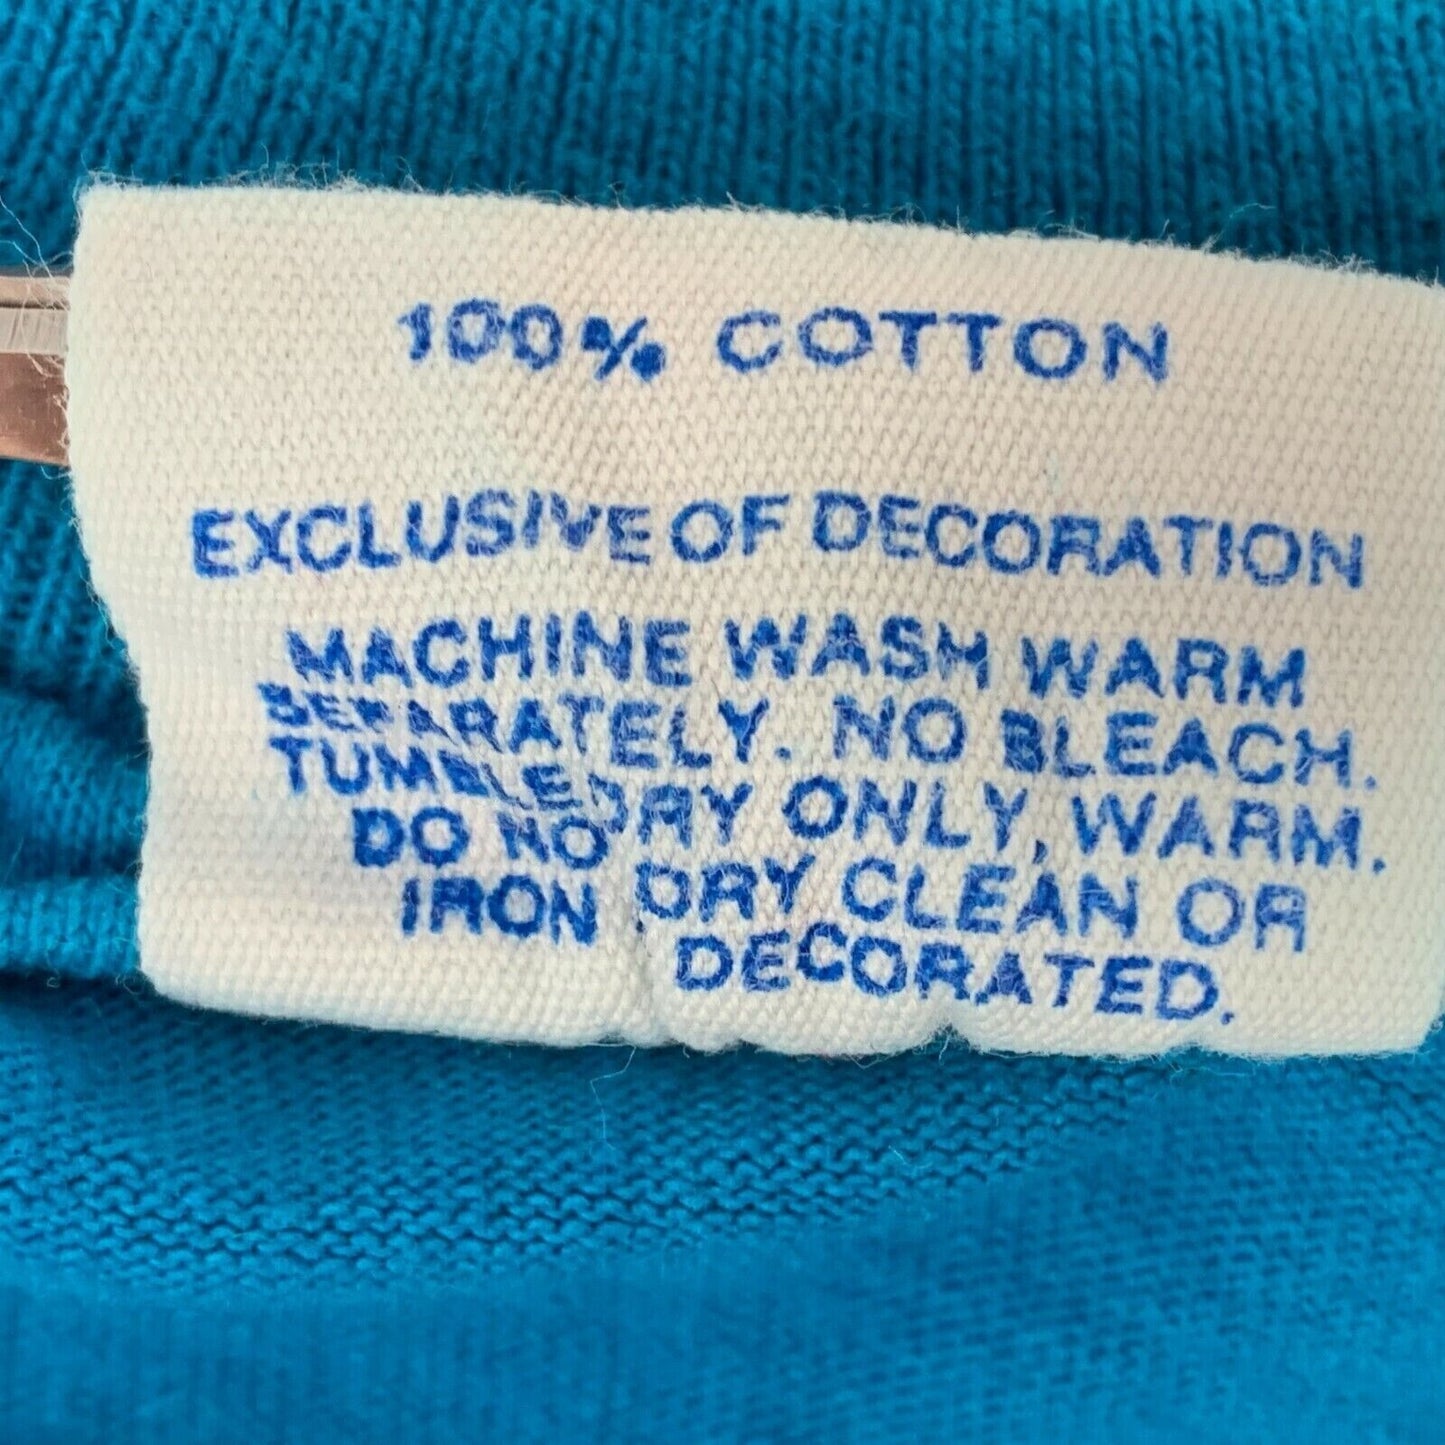 100% COTTON
EXCLUSIVE OF DECORATION
MACHINE WASH WARM
SEPARATELY. NO BLEACH.
TUMBLE DRY ONLY, WARM.
DO NO DRY CLEAN OR
IRON DECORATED.